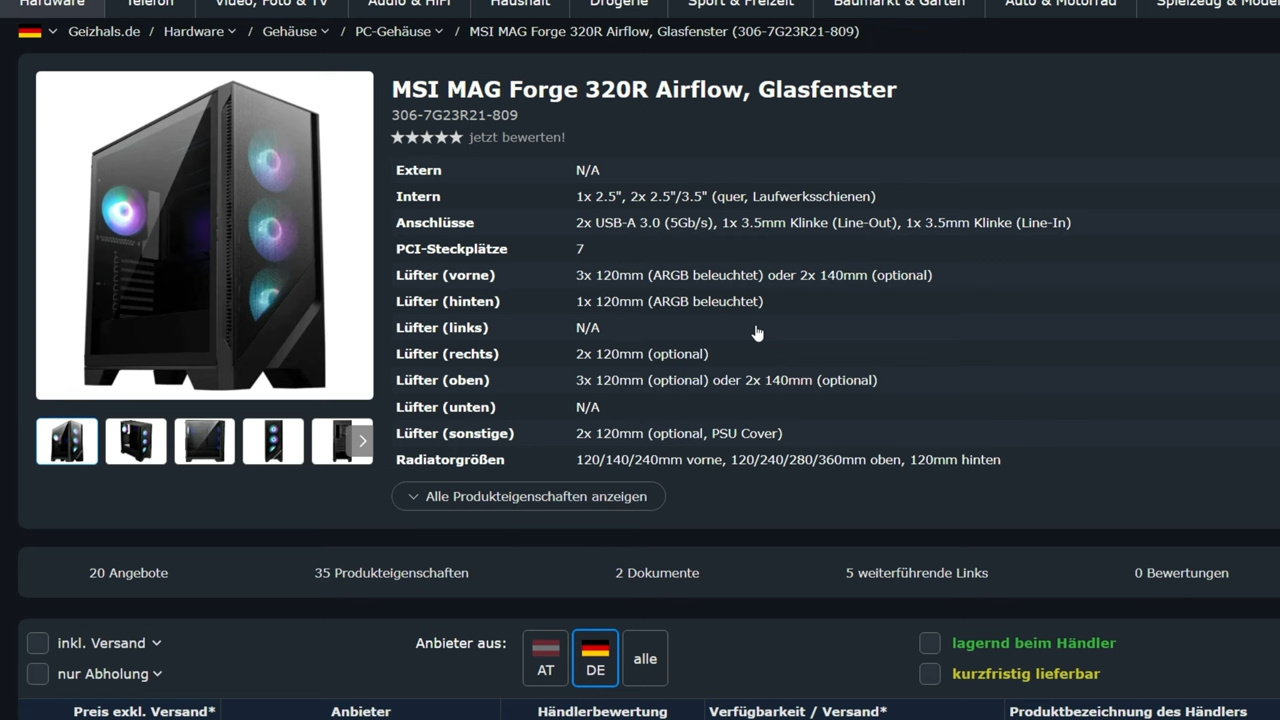 Hardware Telefon Video, Foto & TV Audio & HiFi Haushalt Drogerie Sport & Freizeit Baumarkt & Garten Auto & Motorrad
Geizhals.de / Hardware / Gehäuse / PC-Gehäuse / MSI MAG Forge 320R Airflow, Glasfenster (306-7G23R21-809)
MSI MAG Forge 320R Airflow, Glasfenster
306-7G23R21-809
jetzt bewerten!
Extern N/A
Intern 1x 2.5", 2x 2.5"/3.5" (quer, Laufwerksschienen)
Anschlüsse 2x USB-A 3.0 (5Gb/s), 1x 3.5mm Klinke (Line-Out), 1x 3.5mm Klinke (Line-In)
PCI-Steckplätze 7
Lüfter (vorne) 3x 120mm (ARGB beleuchtet) oder 2x 140mm (optional)
Lüfter (hinten) 1x 120mm (ARGB beleuchtet)
Lüfter (links) N/A
Lüfter (rechts) 2x 120mm (optional)
Lüfter (oben) 3x 120mm (optional) oder 2x 140mm (optional)
Lüfter (unten) N/A
Lüfter (sonstige) 2x 120mm (optional, PSU Cover)
Radiatorgrößen 120/140/240mm vorne, 120/240/280/360mm oben, 120mm hinten
Alle Produkteigenschaften anzeigen
20 Angebote 35 Produkteigenschaften 2 Dokumente 5 weiterführende Links 0 Bewertungen
inkl. Versand Anbieter aus: AT DE alle lagernd beim Händler
nur Abholung kurzfristig lieferbar
Preis exkl. Versand* Anbieter Händlerbewertung Verfügbarkeit / Versand* Produktbezeichnung des Händlers